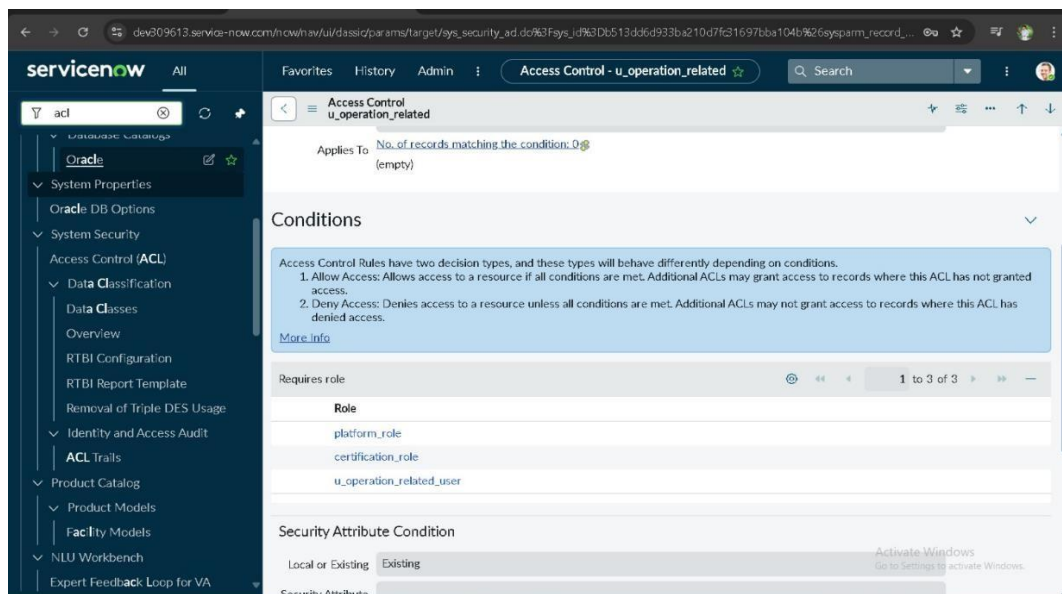 dev309613.service-now.com/now/nav/ui/classic/params/target/sys_security_ad.do%3Fsys_id%3Db513dd6d933ba210d7fc31697bba104b%26sysparm_record_...
servicenow
All
Favorites
History
Admin
Access Control - u_operation_related
Search
acl
Database Catalogs
Oracle
System Properties
Oracle DB Options
System Security
Access Control (ACL)
Data Classification
Data Classes
Overview
RTBI Configuration
RTBI Report Template
Removal of Triple DES Usage
Identity and Access Audit
ACL Trails
Product Catalog
Product Models
Facility Models
NLU Workbench
Expert Feedback Loop for VA
Access Control
u_operation_related
Applies To
No. of records matching the condition: 0
(empty)
Conditions
Access Control Rules have two decision types, and these types will behave differently depending on conditions.
1. Allow Access: Allows access to a resource if all conditions are met. Additional ACLs may grant access to records where this ACL has not granted
access.
2. Deny Access: Denies access to a resource unless all conditions are met. Additional ACLs may not grant access to records where this ACL has
denied access.
More Info
Requires role
1 to 3 of 3
Role
platform_role
certification_role
u_operation_related_user
Security Attribute Condition
Local or Existing
Existing
Security Attribute
Activate Windows
Go to Settings to activate Windows.